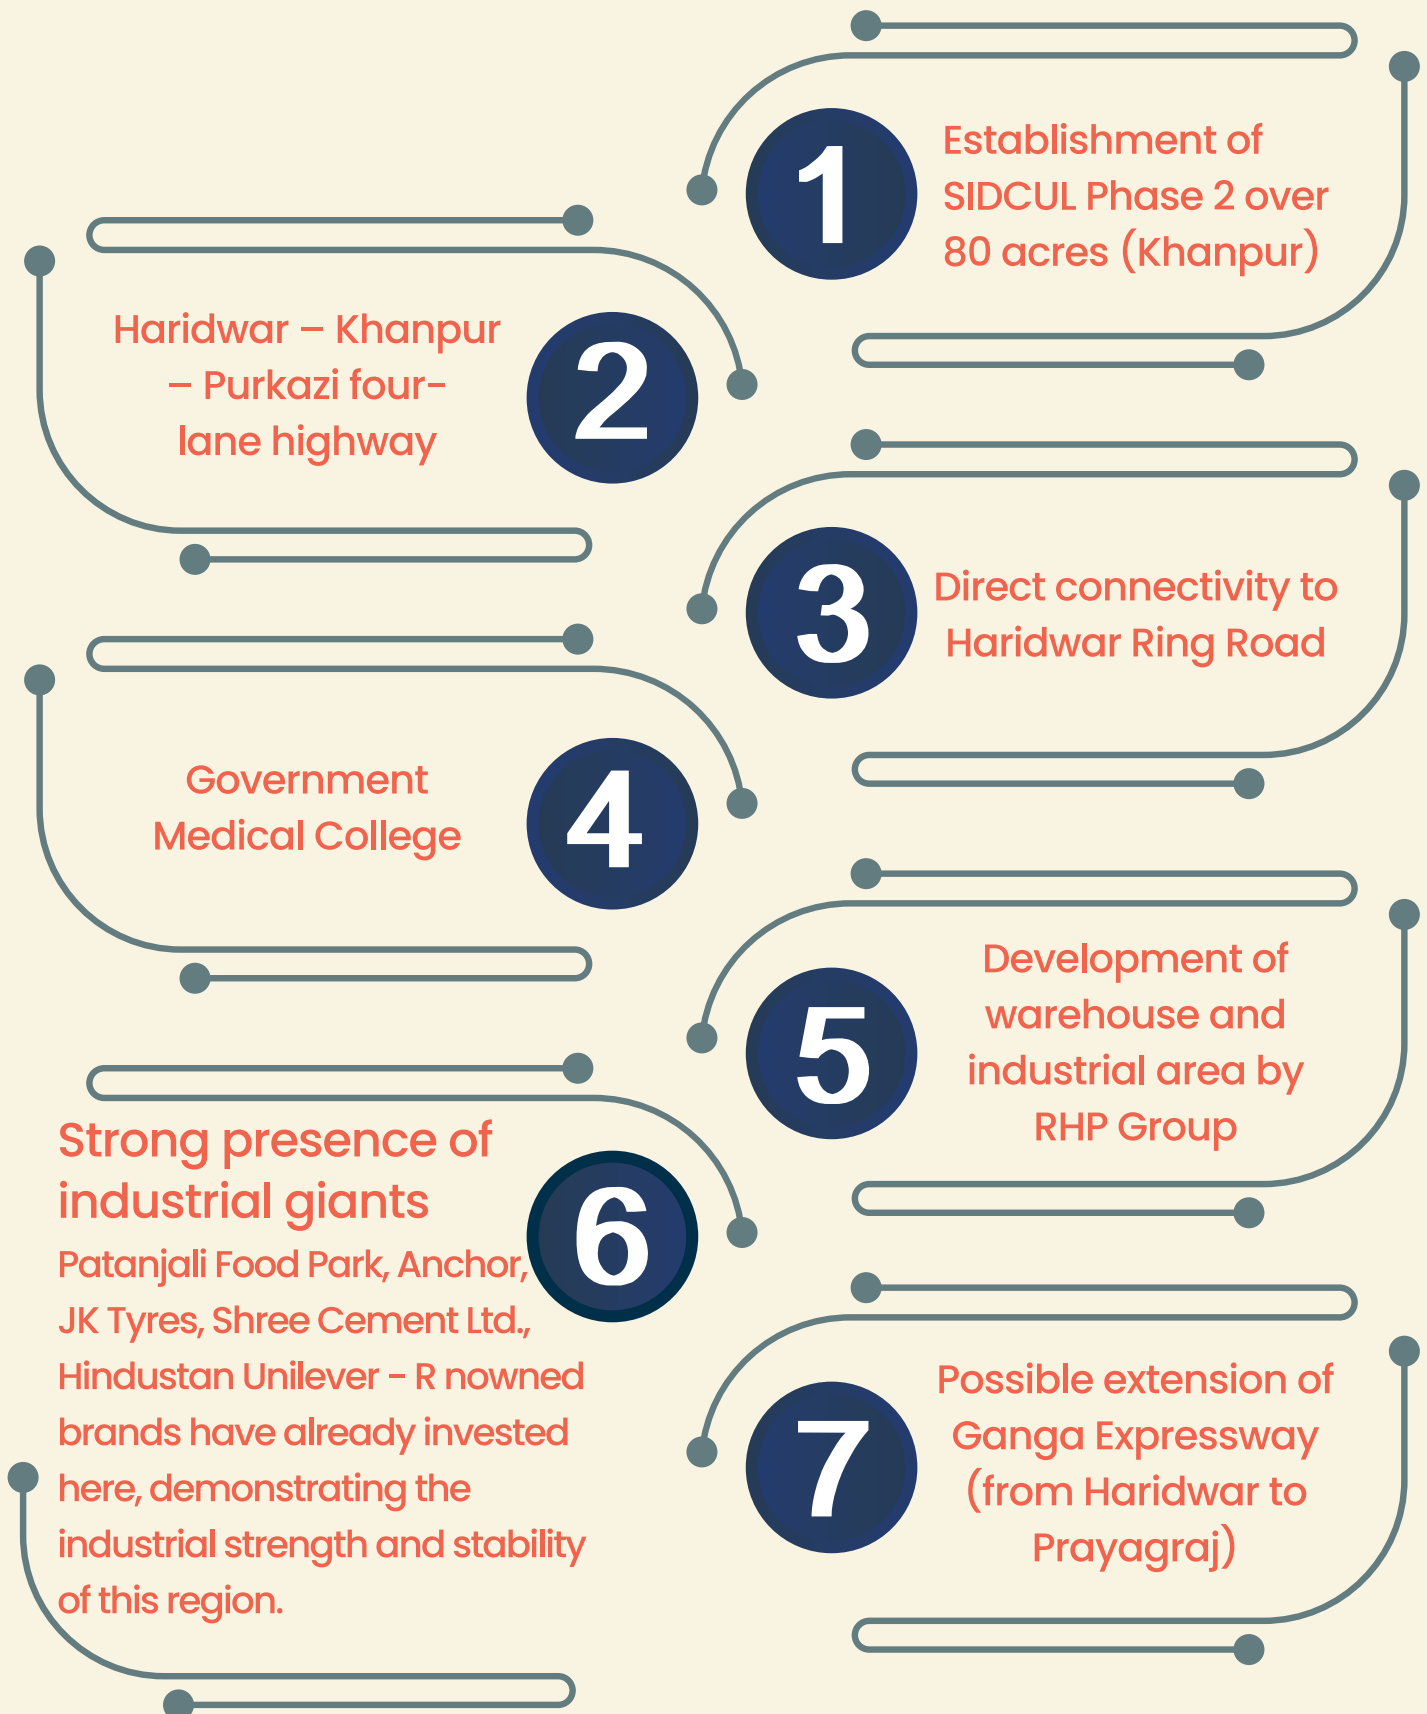 1
Establishment of
SIDCUL Phase 2 over
80 acres (Khanpur)
2
Haridwar – Khanpur
– Purkazi four-
lane highway
3
Direct connectivity to
Haridwar Ring Road
4
Government
Medical College
5
Development of
warehouse and
industrial area by
RHP Group
6
Strong presence of
industrial giants
Patanjali Food Park, Anchor,
JK Tyres, Shree Cement Ltd.,
Hindustan Unilever – R nowned
brands have already invested
here, demonstrating the
industrial strength and stability
of this region.
7
Possible extension of
Ganga Expressway
(from Haridwar to
Prayagraj)